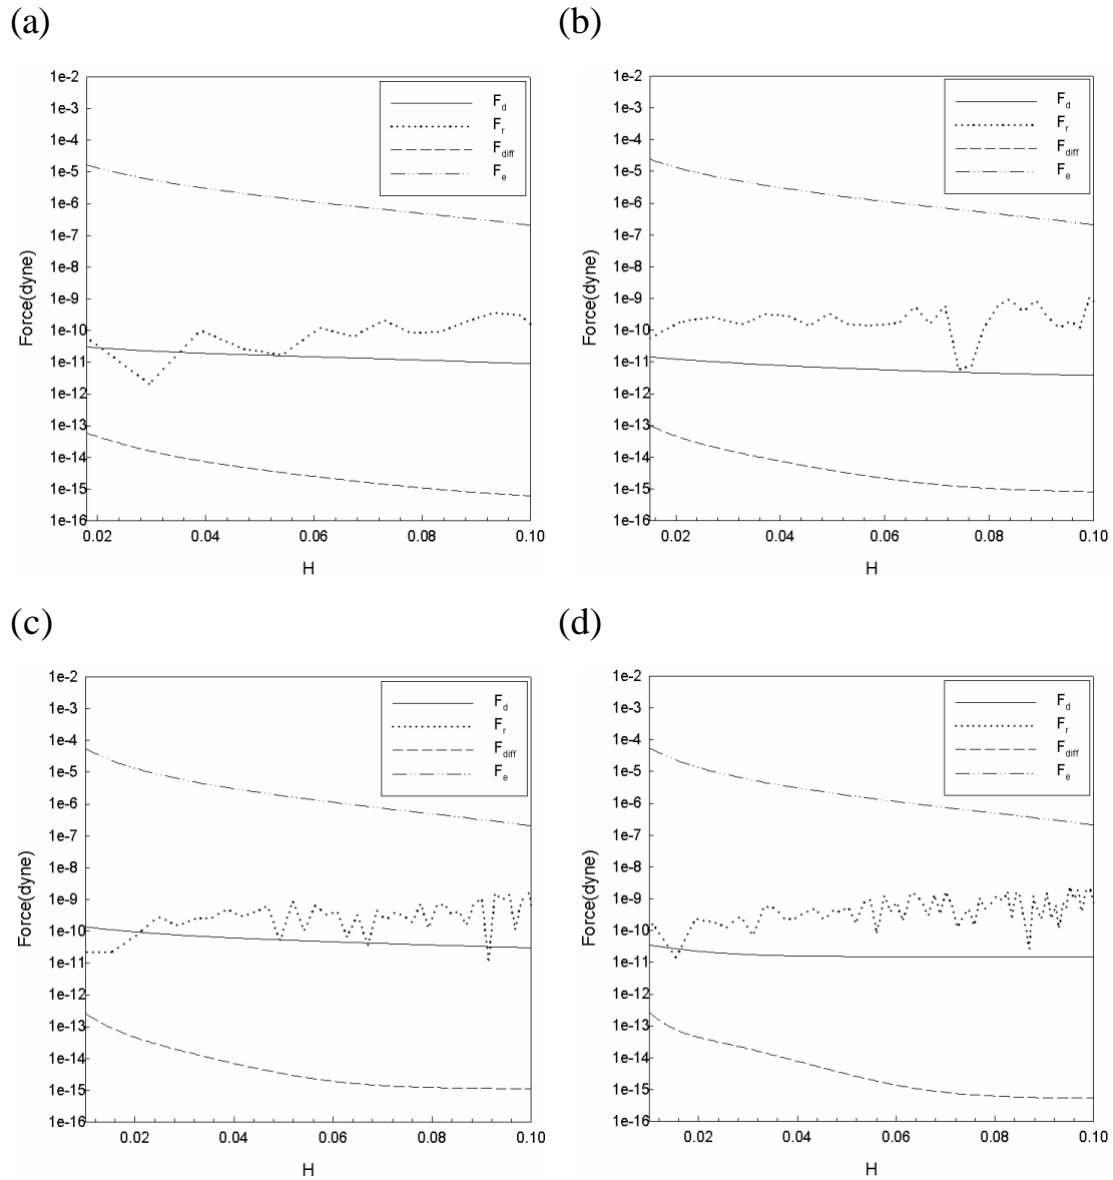 (a)
Force(dyne)
1e-2
1e-3
1e-4
1e-5
1e-6
1e-7
1e-8
1e-9
1e-10
1e-11
1e-12
1e-13
1e-14
1e-15
1e-16
F_d
F_r
F_diff
F_e
0.02 0.04 0.06 0.08 0.10
H
(b)
Force(dyne)
1e-2
1e-3
1e-4
1e-5
1e-6
1e-7
1e-8
1e-9
1e-10
1e-11
1e-12
1e-13
1e-14
1e-15
1e-16
F_d
F_r
F_diff
F_e
0.02 0.04 0.06 0.08 0.10
H
(c)
Force(dyne)
1e-2
1e-3
1e-4
1e-5
1e-6
1e-7
1e-8
1e-9
1e-10
1e-11
1e-12
1e-13
1e-14
1e-15
1e-16
F_d
F_r
F_diff
F_e
0.02 0.04 0.06 0.08 0.10
H
(d)
Force(dyne)
1e-2
1e-3
1e-4
1e-5
1e-6
1e-7
1e-8
1e-9
1e-10
1e-11
1e-12
1e-13
1e-14
1e-15
1e-16
F_d
F_r
F_diff
F_e
0.02 0.04 0.06 0.08 0.10
H